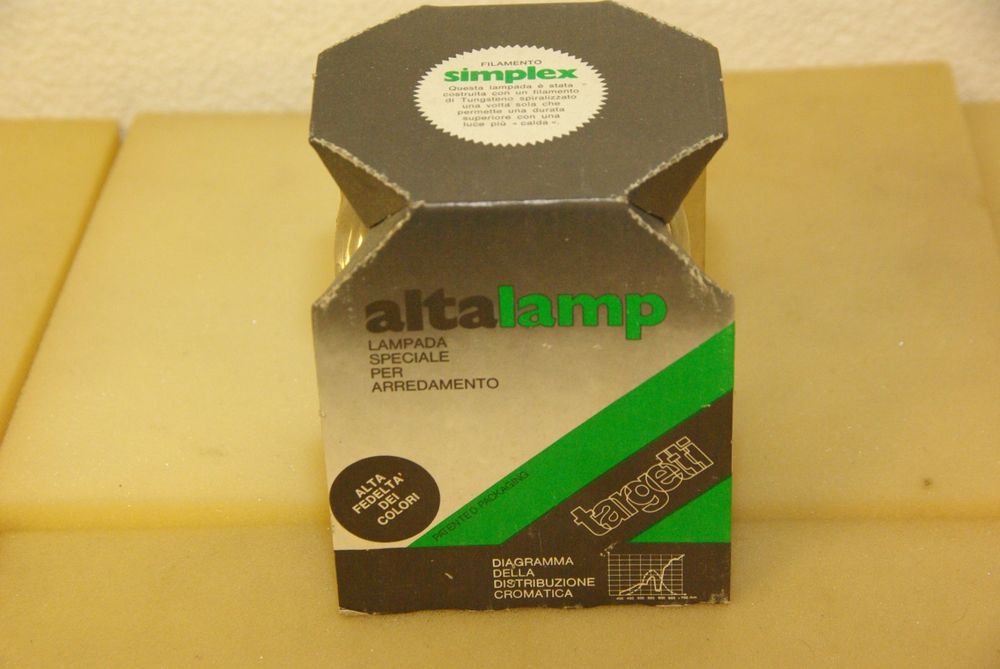 FILAMENTO
simplex
Questa lampada è stata
costruita con un filamento
di Tungsteno spiralizzato
una volta sola che
permette una durata
superiore con una
luce più «calda».
altalamp
LAMPADA
SPECIALE
PER
ARREDAMENTO
ALTA
FEDELTA'
DEI
COLORI
PATENTED PACKAGING
targetti
DIAGRAMMA
DELLA
DISTRIBUZIONE
CROMATICA